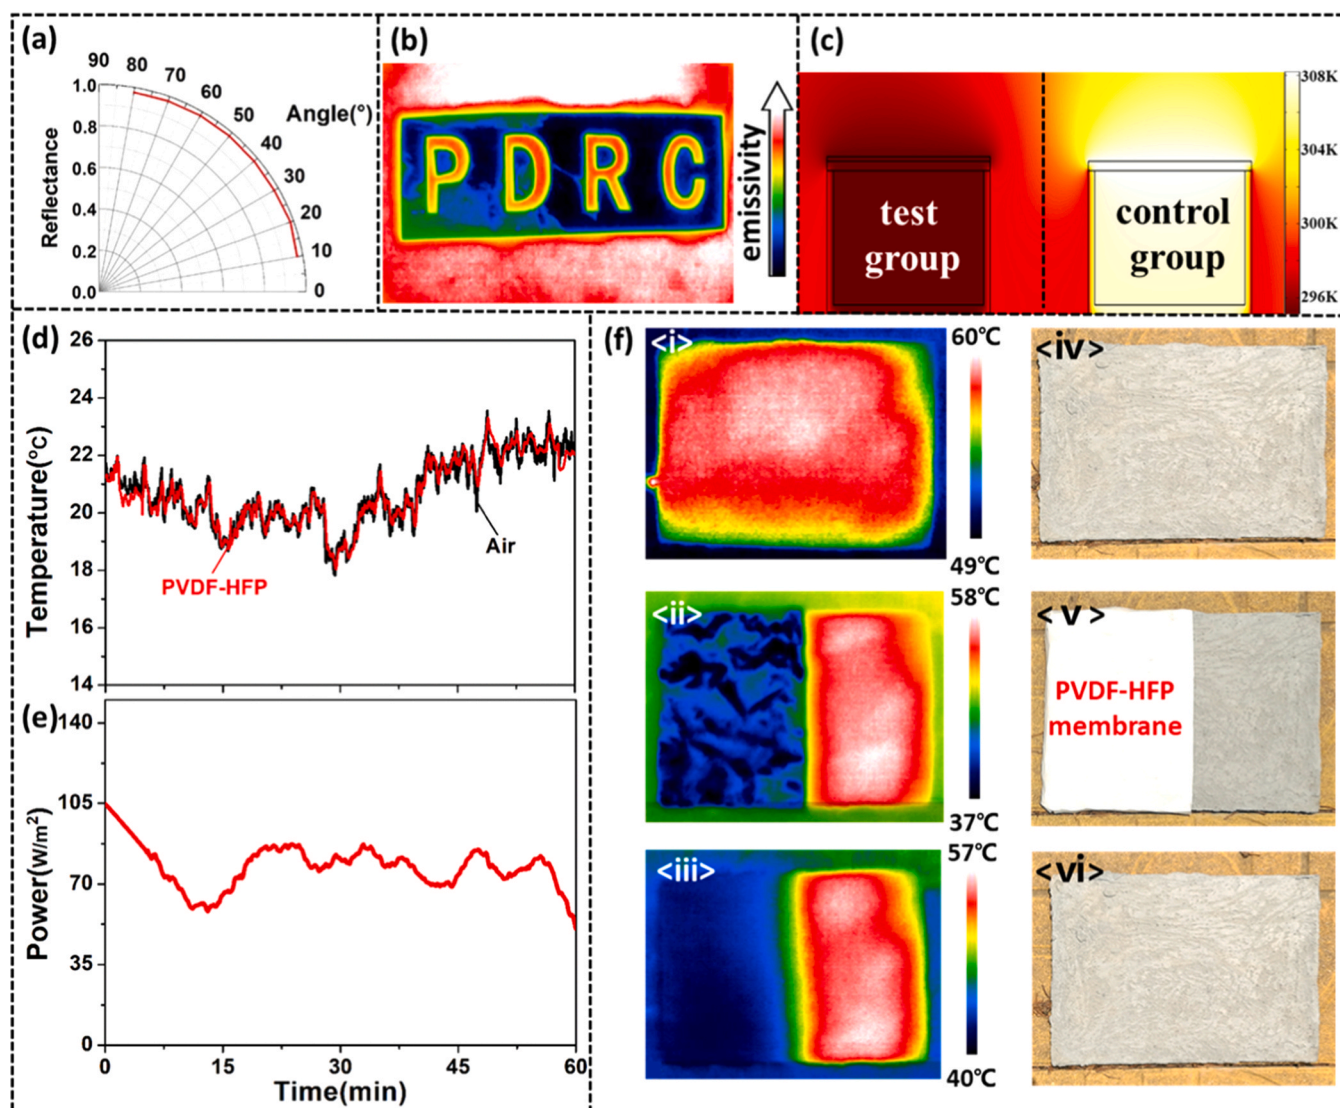 (a)
90
80
70
60
50
40
30
20
10
0
Angle(°)
1.0
0.8
0.6
0.4
0.2
0.0
Reflectance
(b)
PDRC
emissivity
(c)
test
group
control
group
308K
304K
300K
296K
(d)
26
24
22
20
18
16
14
Temperature(°C)
PVDF-HFP
Air
(e)
140
105
70
35
0
Power(W/m²)
0 15 30 45 60
Time(min)
(f)
<i>
60℃
49℃
<iv>
<ii>
58℃
37℃
<v>
PVDF-HFP
membrane
<iii>
57℃
40℃
<vi>